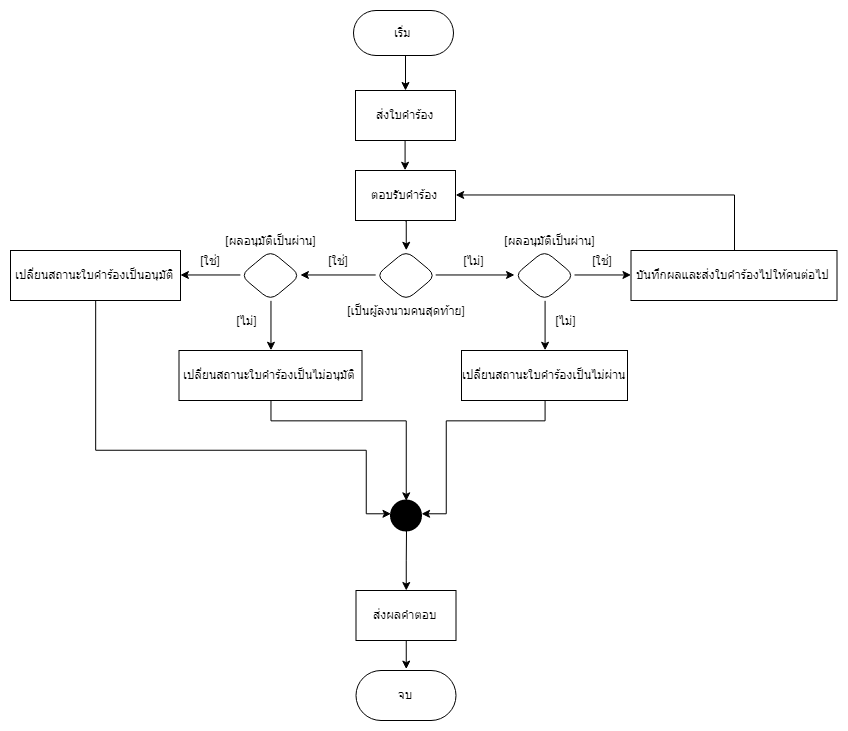 เริ่ม
ส่งใบคำร้อง
ตอบรับคำร้อง
[ผลอนุมัติเป็นผ่าน]
[ผลอนุมัติเป็นผ่าน]
เปลี่ยนสถานะใบคำร้องเป็นอนุมัติ
[ใช่]
[ใช่]
[ไม่]
[ใช่]
บันทึกผลและส่งใบคำร้องไปให้คนต่อไป
[เป็นผู้ลงนามคนสุดท้าย]
[ไม่]
[ไม่]
เปลี่ยนสถานะใบคำร้องเป็นไม่อนุมัติ
เปลี่ยนสถานะใบคำร้องเป็นไม่ผ่าน
ส่งผลคำตอบ
จบ